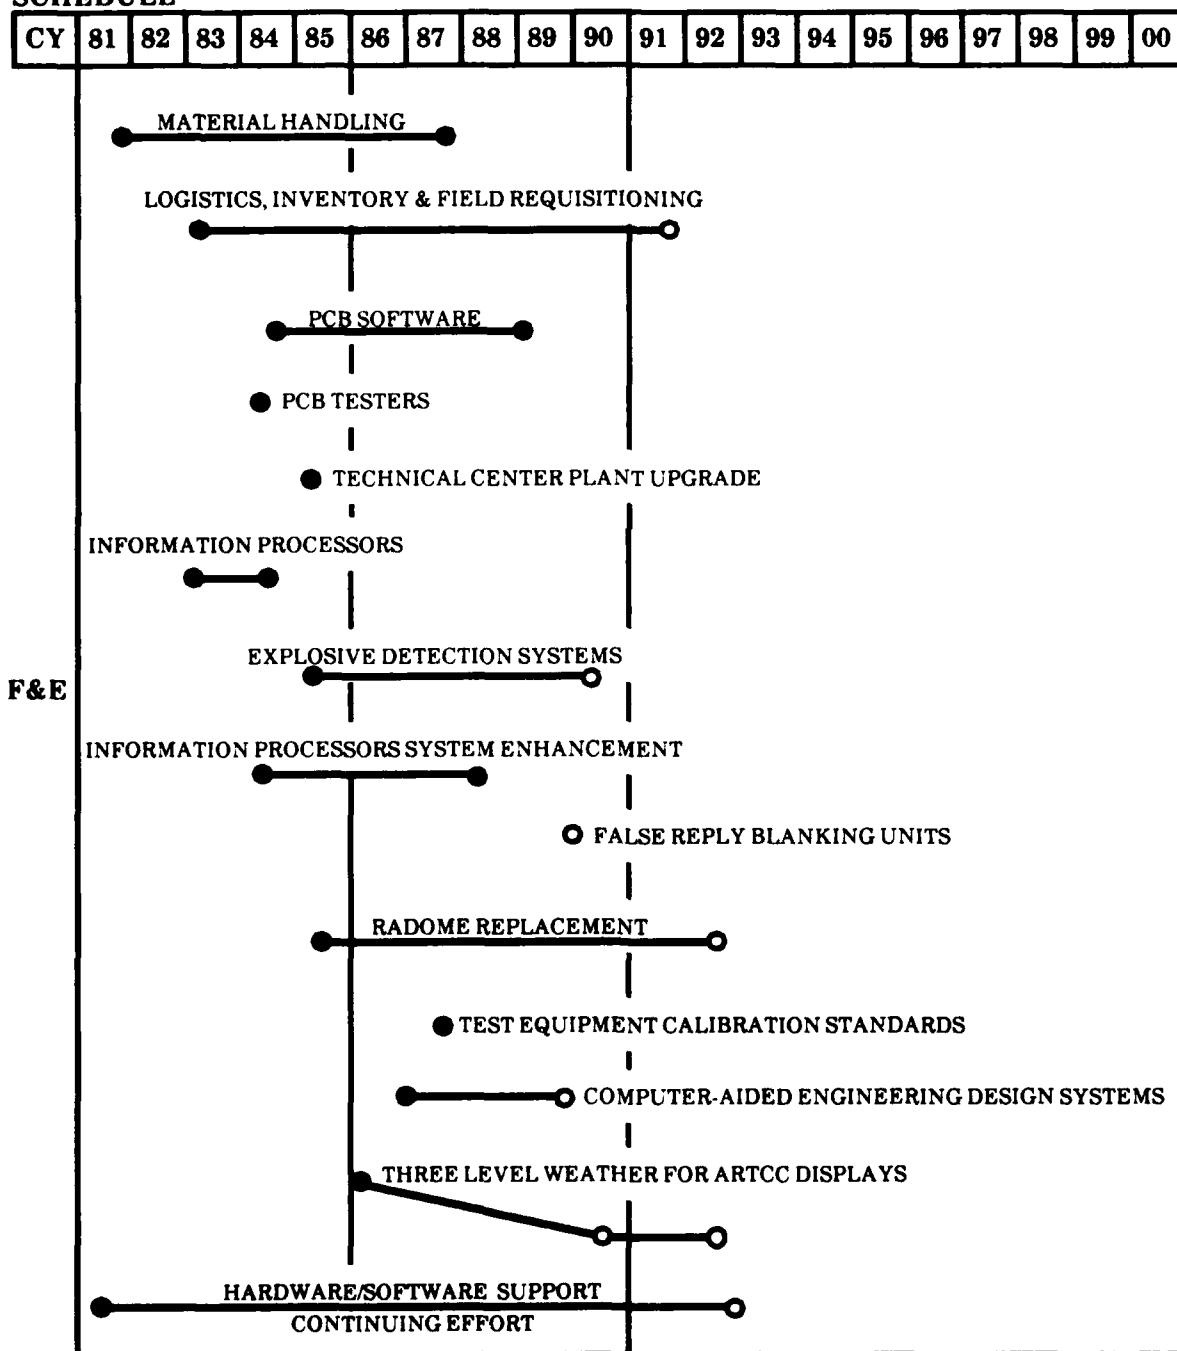 SCHEDULE
CY 81 82 83 84 85 86 87 88 89 90 91 92 93 94 95 96 97 98 99 00
MATERIAL HANDLING
LOGISTICS, INVENTORY & FIELD REQUISITIONING
PCB SOFTWARE
PCB TESTERS
TECHNICAL CENTER PLANT UPGRADE
INFORMATION PROCESSORS
EXPLOSIVE DETECTION SYSTEMS
F&E
INFORMATION PROCESSORS SYSTEM ENHANCEMENT
FALSE REPLY BLANKING UNITS
RADOME REPLACEMENT
TEST EQUIPMENT CALIBRATION STANDARDS
COMPUTER-AIDED ENGINEERING DESIGN SYSTEMS
THREE LEVEL WEATHER FOR ARTCC DISPLAYS
HARDWARE/SOFTWARE SUPPORT
CONTINUING EFFORT